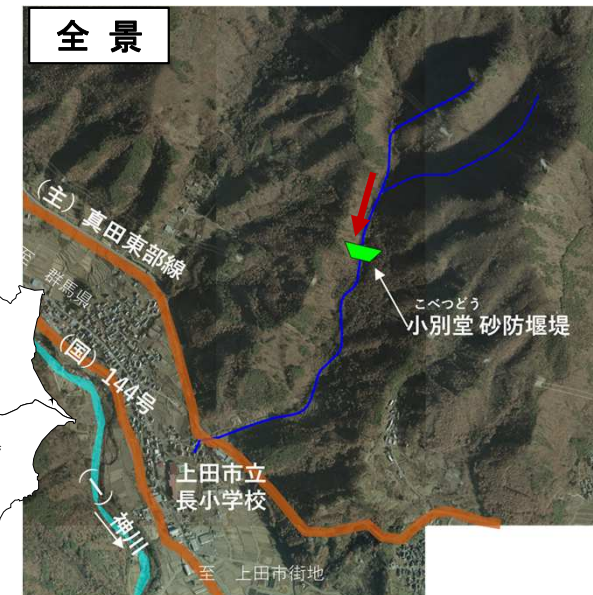 全 景
(主) 真田東部線
至 群馬県
(国) 144号
こべつどう
小別堂 砂防堰堤
上田市立
長小学校
(一) 神川
至 上田市街地